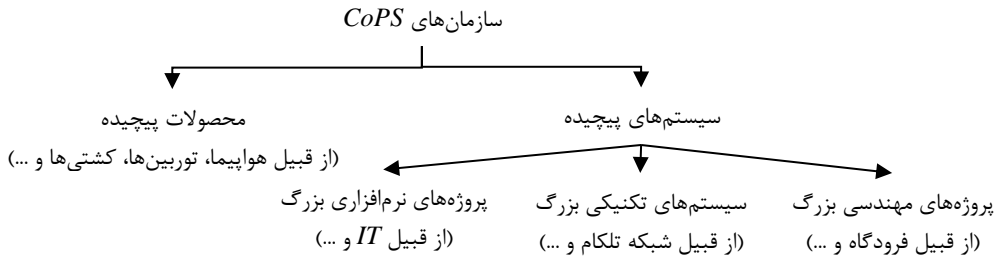 سازمان‌های CoPS
سیستم‌های پیچیده
محصولات پیچیده
(از قبیل هواپیما، توربین‌ها، کشتی‌ها و ...)
پروژه‌های مهندسی بزرگ
(از قبیل فرودگاه و ...)
سیستم‌های تکنیکی بزرگ
(از قبیل شبکه تلکام و ...)
پروژه‌های نرم‌افزاری بزرگ
(از قبیل IT و ...)